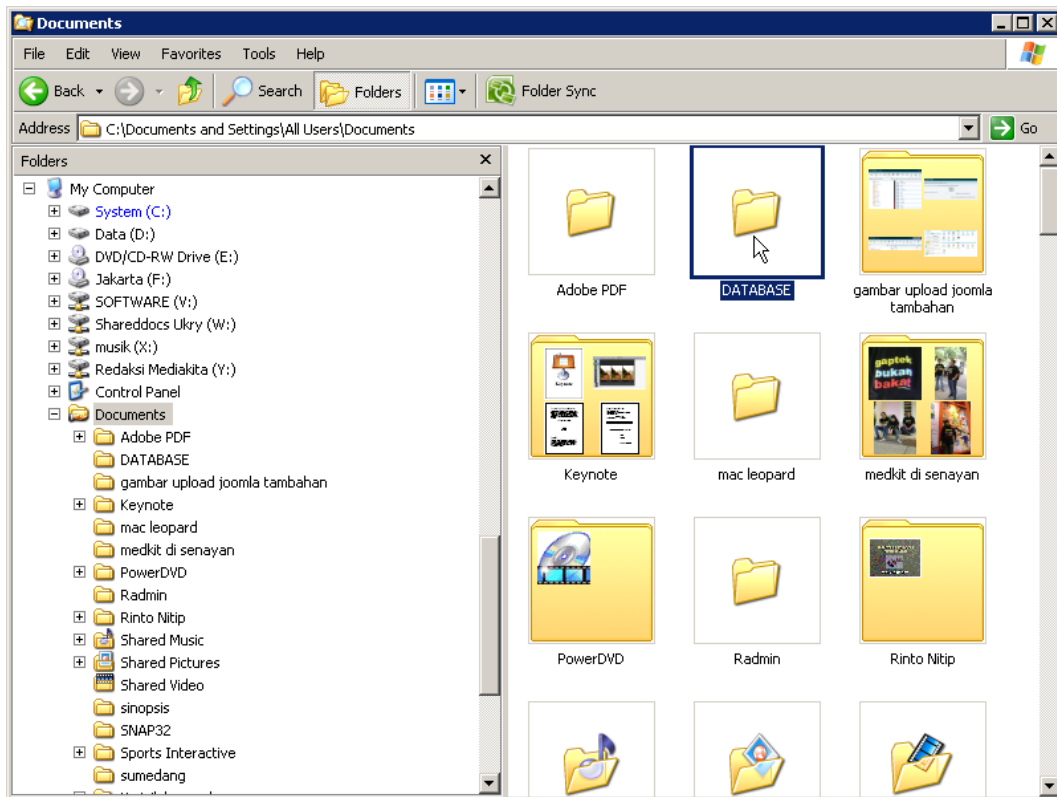 Documents
File Edit View Favorites Tools Help
Back Search Folders Folder Sync
Address C:\Documents and Settings\All Users\Documents Go
Folders
My Computer
System (C:)
Data (D:)
DVD/CD-RW Drive (E:)
Jakarta (F:)
SOFTWARE (V:)
Shareddocs Ukry (W:)
musik (X:)
Redaksi Mediakita (Y:)
Control Panel
Documents
Adobe PDF
DATABASE
gambar upload joomla tambahan
Keynote
mac leopard
medkit di senayan
PowerDVD
Radmin
Rinto Nitip
Shared Music
Shared Pictures
Shared Video
sinopsis
SNAP32
Sports Interactive
sumedang
Adobe PDF
DATABASE
gambar upload joomla
tambahan
Keynote
gaptek
bukan
bakat
Keynote
mac leopard
medkit di senayan
PowerDVD
Radmin
Rinto Nitip